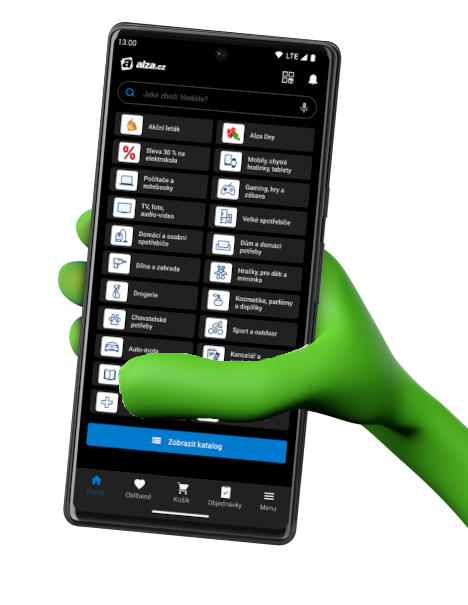 13:00
LTE
alza.cz
Jaké zboží hledáte?
Akční leták
Alza Dny
Sleva 30 % na
elektrokola
Mobily, chytré
hodinky, tablety
Počítače a
notebooky
Gaming, hry a
zábava
TV, foto,
audio-video
Velké spotřebiče
Domácí a osobní
spotřebiče
Dům a domácí
potřeby
Dílna a zahrada
Hračky, pro děti a
miminka
Drogerie
Kosmetika, parfémy
a doplňky
Chovatelské
potřeby
Sport a outdoor
Auto-moto
Kancelář a
Zobrazit katalog
Domů
Oblíbené
Košík
Objednávky
Menu